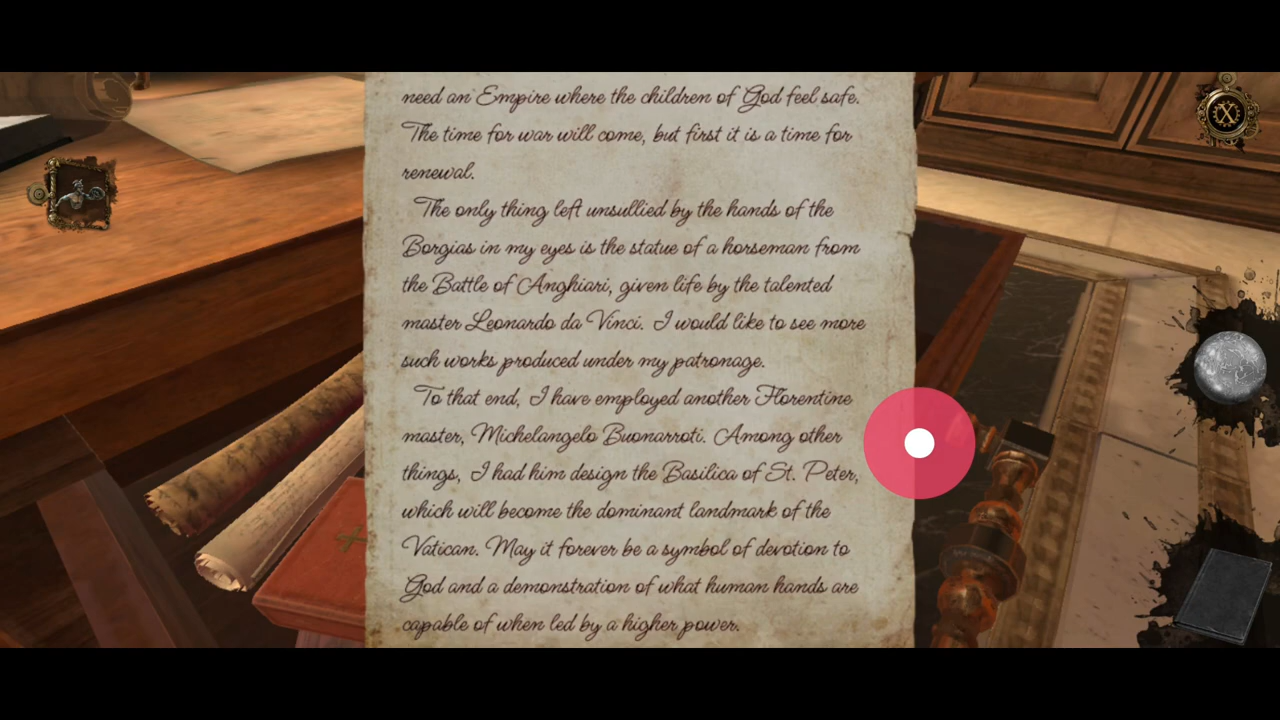 need an Empire where the children of God feel safe.
The time for war will come, but first it is a time for
renewal.
The only thing left unsullied by the hands of the
Borgias in my eyes is the statue of a horseman from
the Battle of Anghiari, given life by the talented
master Leonardo da Vinci. I would like to see more
such works produced under my patronage.
To that end, I have employed another Florentine
master, Michelangelo Buonarroti. Among other
things, I had him design the Basilica of St. Peter,
which will become the dominant landmark of the
Vatican. May it forever be a symbol of devotion to
God and a demonstration of what human hands are
capable of when led by a higher power.
X